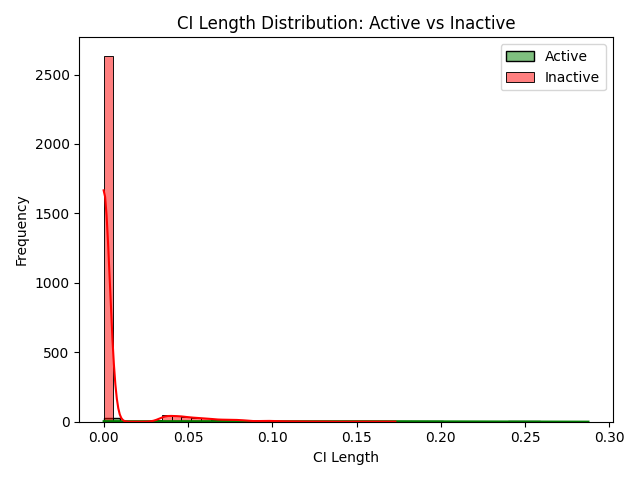 CI Length Distribution: Active vs Inactive
Active
Inactive
Frequency
2500
2000
1500
1000
500
0
0.00
0.05
0.10
0.15
0.20
0.25
0.30
CI Length